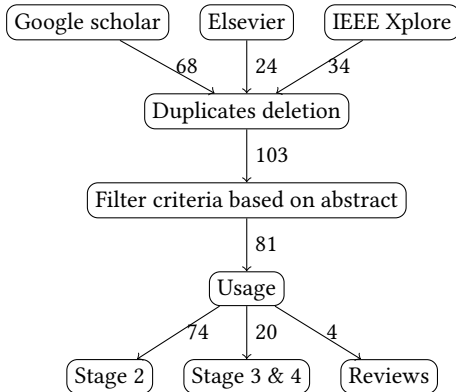 Google scholar Elsevier IEEE Xplore
68 24 34
Duplicates deletion
103
Filter criteria based on abstract
81
Usage
74 20 4
Stage 2 Stage 3 & 4 Reviews